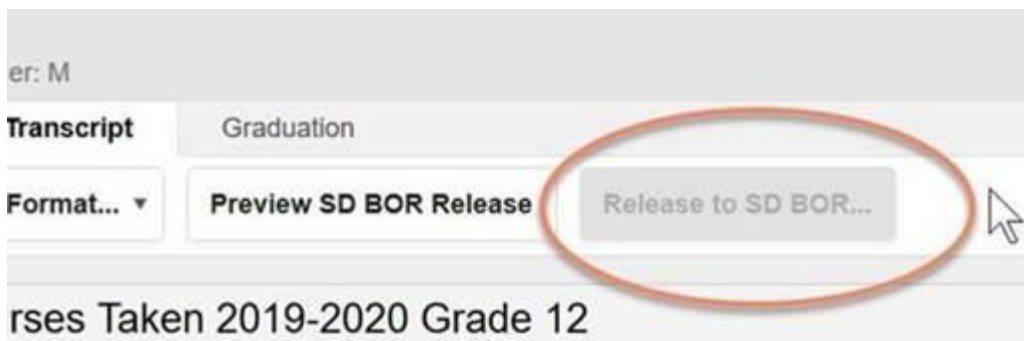 er: M
Transcript Graduation
Format... Preview SD BOR Release Release to SD BOR...
rses Taken 2019-2020 Grade 12